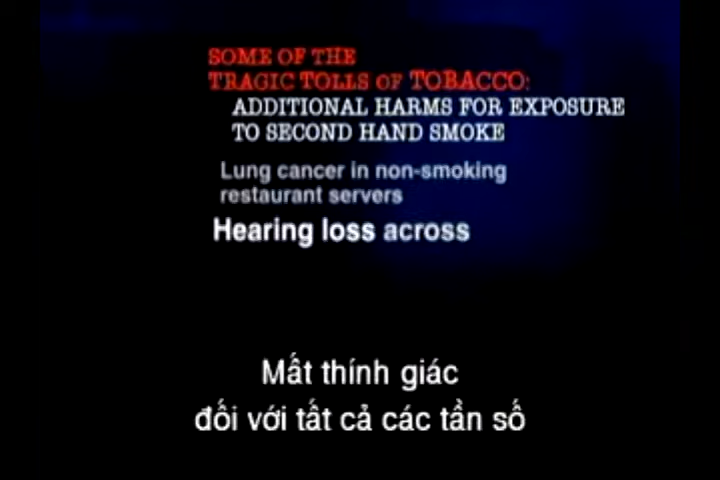 SOME OF THE
TRAGIC TOLLS OF TOBACCO:
ADDITIONAL HARMS FOR EXPOSURE
TO SECOND HAND SMOKE
Lung cancer in non-smoking
restaurant servers
Hearing loss across
Mất thính giác
đối với tất cả các tần số